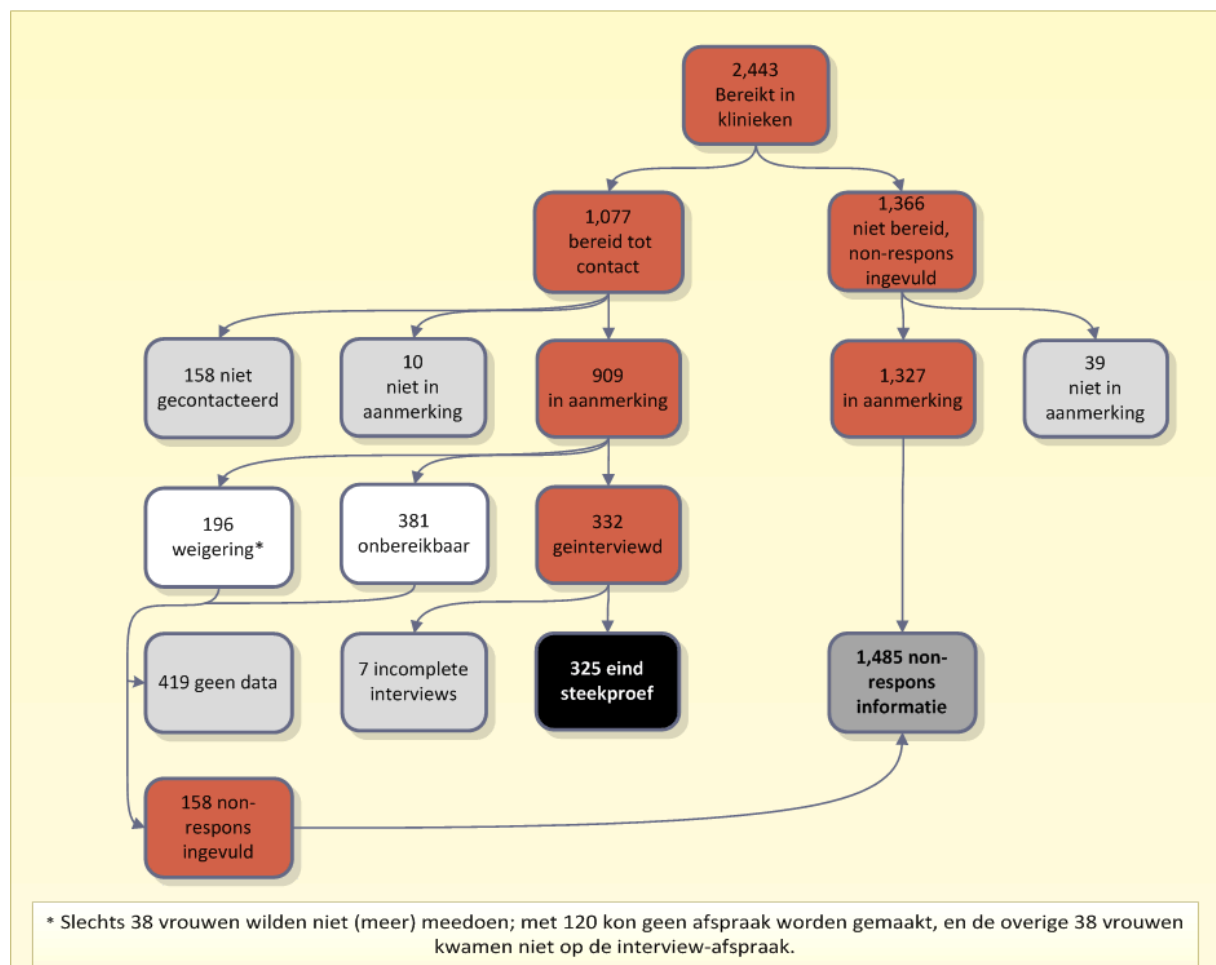 2,443
Bereikt in
klinieken
1,077
bereid tot
contact
1,366
niet bereid,
non-respons
ingevuld
158 niet
gecontacteerd
10
niet in
aanmerking
909
in aanmerking
1,327
in aanmerking
39
niet in
aanmerking
196
weigering*
381
onbereikbaar
332
geinterviewd
419 geen data
7 incomplete
interviews
325 eind
steekproef
1,485 non-
respons
informatie
158 non-
respons
ingevuld
* Slechts 38 vrouwen wilden niet (meer) meedoen; met 120 kon geen afspraak worden gemaakt, en de overige 38 vrouwen
kwamen niet op de interview-afspraak.